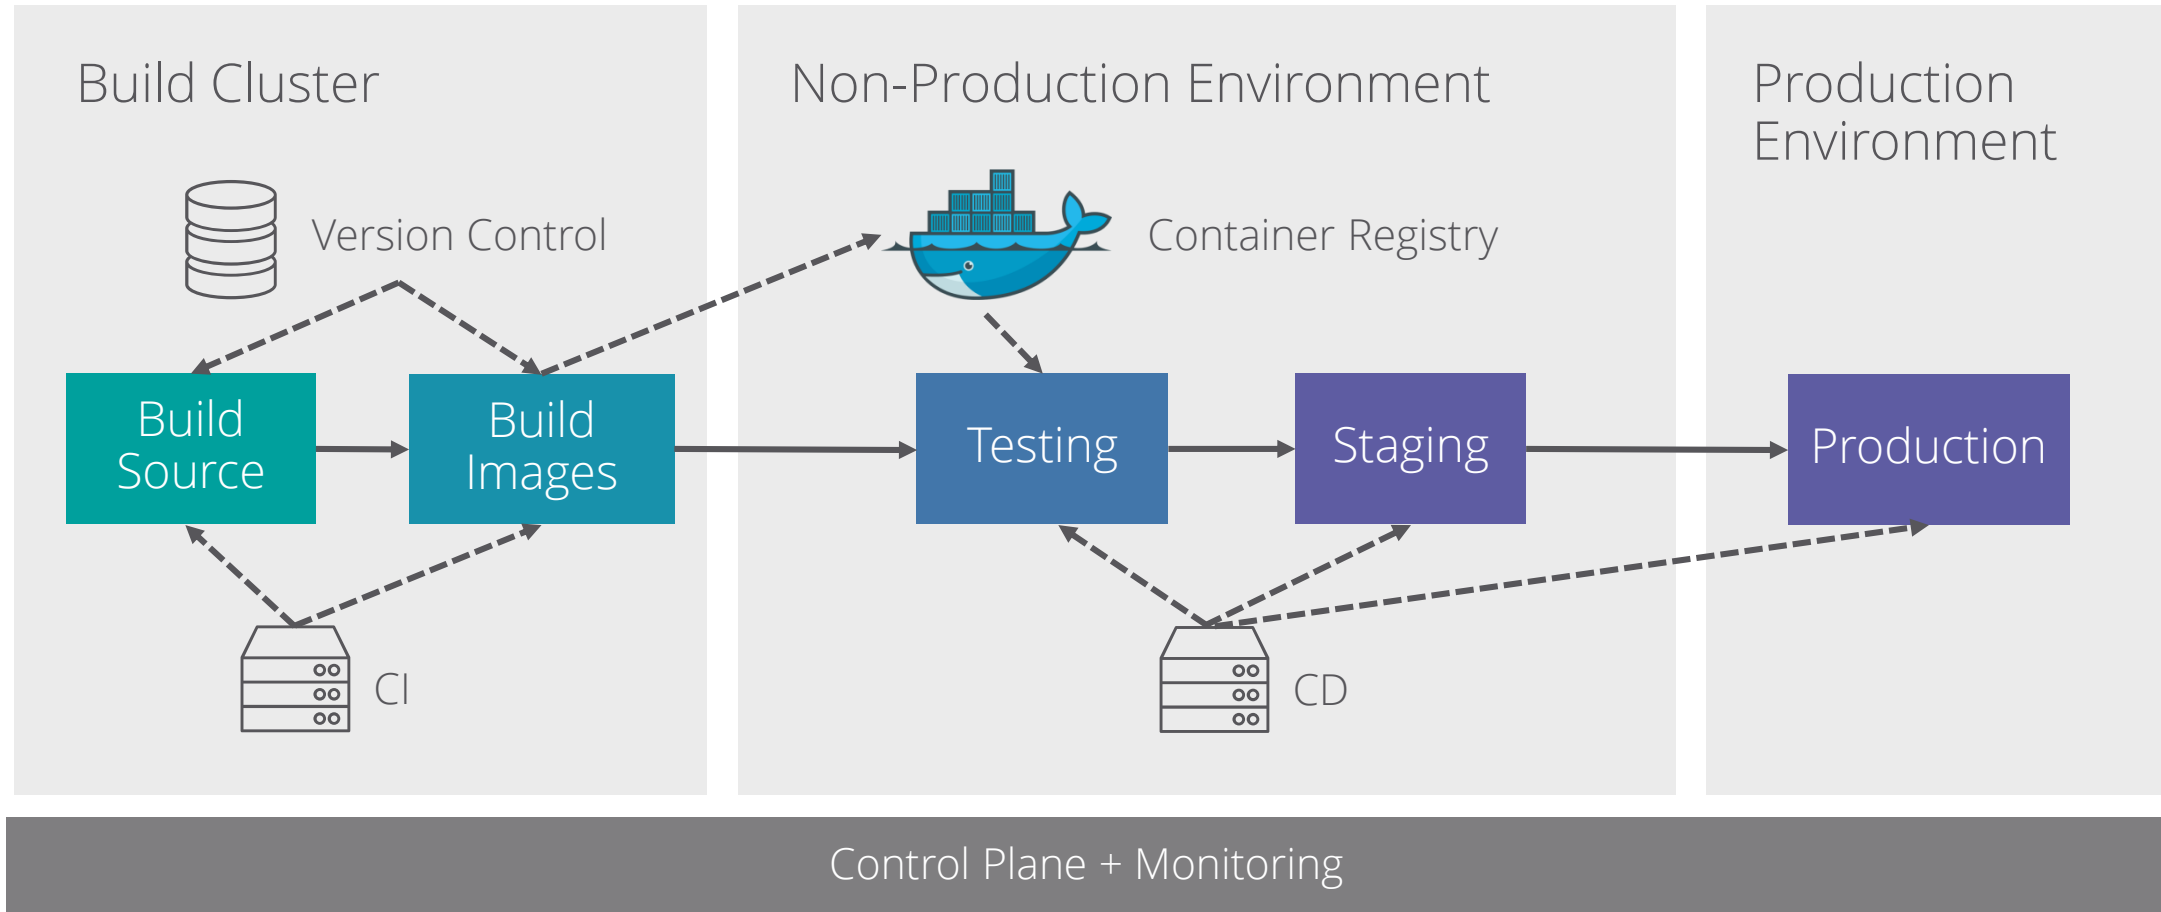 Build Cluster
Non-Production Environment
Production
Environment
Version Control
Container Registry
Build
Source
Build
Images
Testing
Staging
Production
CI
CD
Control Plane + Monitoring